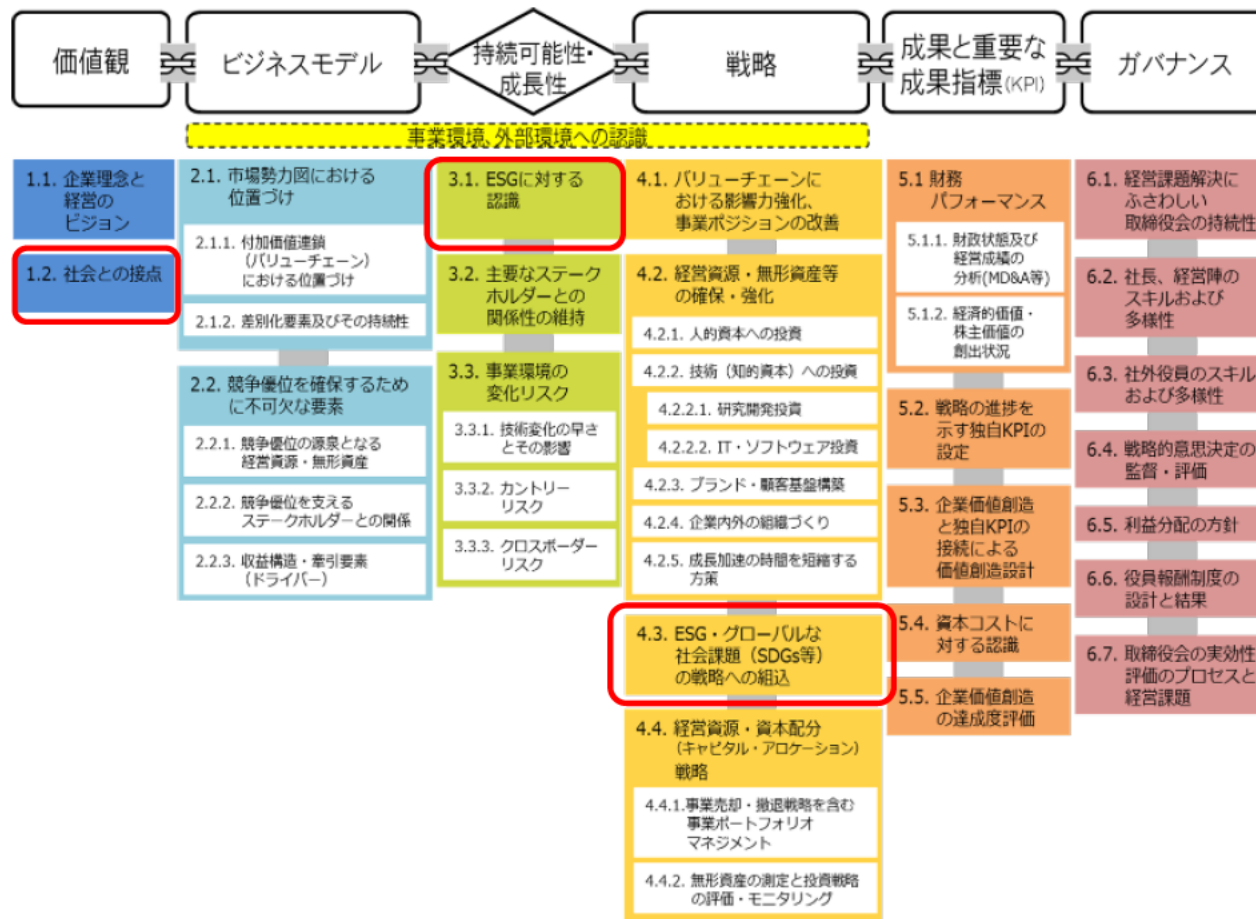 価値観
ビジネスモデル
持続可能性・
成長性
戦略
成果と重要な
成果指標(KPI)
ガバナンス
事業環境、外部環境への認識
1.1. 企業理念と
経営の
ビジョン
1.2. 社会との接点
2.1. 市場勢力図における
位置づけ
2.1.1. 付加価値連鎖
(バリューチェーン)
における位置づけ
2.1.2. 差別化要素及びその持続性
2.2. 競争優位を確保するため
に不可欠な要素
2.2.1. 競争優位の源泉となる
経営資源・無形資産
2.2.2. 競争優位を支える
ステークホルダーとの関係
2.2.3. 収益構造・牽引要素
(ドライバー)
3.1. ESGに対する
認識
3.2. 主要なステーク
ホルダーとの
関係性の維持
3.3. 事業環境の
変化リスク
3.3.1. 技術変化の早さ
とその影響
3.3.2. カントリー
リスク
3.3.3. クロスボーダー
リスク
4.1. バリューチェーンに
おける影響力強化、
事業ポジションの改善
4.2. 経営資源・無形資産等
の確保・強化
4.2.1. 人的資本への投資
4.2.2. 技術（知的資本）への投資
4.2.2.1. 研究開発投資
4.2.2.2. IT・ソフトウェア投資
4.2.3. ブランド・顧客基盤構築
4.2.4. 企業内外の組織づくり
4.2.5. 成長加速の時間を短縮する
方策
4.3. ESG・グローバルな
社会課題（SDGs等）
の戦略への組込
4.4. 経営資源・資本配分
(キャピタル・アロケーション)
戦略
4.4.1.事業売却・撤退戦略を含む
事業ポートフォリオ
マネジメント
4.4.2. 無形資産の測定と投資戦略
の評価・モニタリング
5.1 財務
パフォーマンス
5.1.1. 財政状態及び
経営成績の
分析(MD&A等)
5.1.2. 経済的価値・
株主価値の
創出状況
5.2. 戦略の進捗を
示す独自KPIの
設定
5.3. 企業価値創造
と独自KPIの
接続による
価値創造設計
5.4. 資本コストに
対する認識
5.5. 企業価値創造
の達成度評価
6.1. 経営課題解決に
ふさわしい
取締役会の持続性
6.2. 社長、経営陣の
スキルおよび
多様性
6.3. 社外役員のスキル
および多様性
6.4. 戦略的意思決定の
監督・評価
6.5. 利益分配の方針
6.6. 役員報酬制度の
設計と結果
6.7. 取締役会の実効性
評価のプロセスと
経営課題